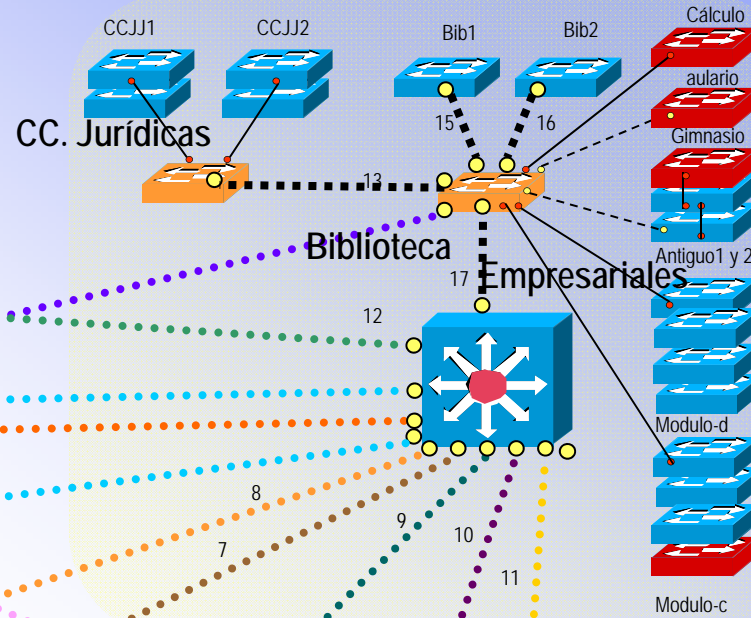 Cálculo
CCJJ1
CCJJ2
Bib1
Bib2
aulario
15
16
CC. Jurídicas
Gimnasio
13
Biblioteca
Antiguo1 y 2
17
Empresariales
12
Modulo-d
8
9
10
7
11
Modulo-c